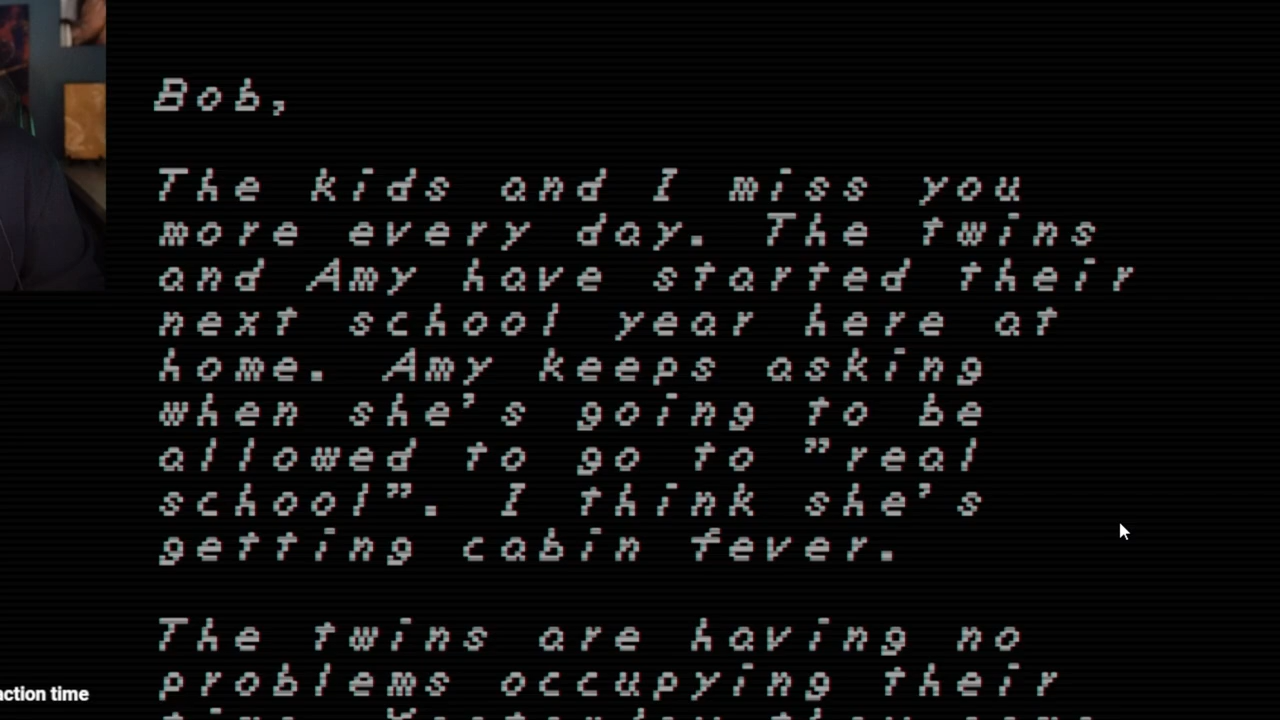 Bob,
The kids and I miss you
more every day. The twins
and Amy have started their
next school year here at
home. Amy keeps asking
when she's going to be
allowed to go to "real
school". I think she's
getting cabin fever.
The twins are having no
problems occupying their
action time